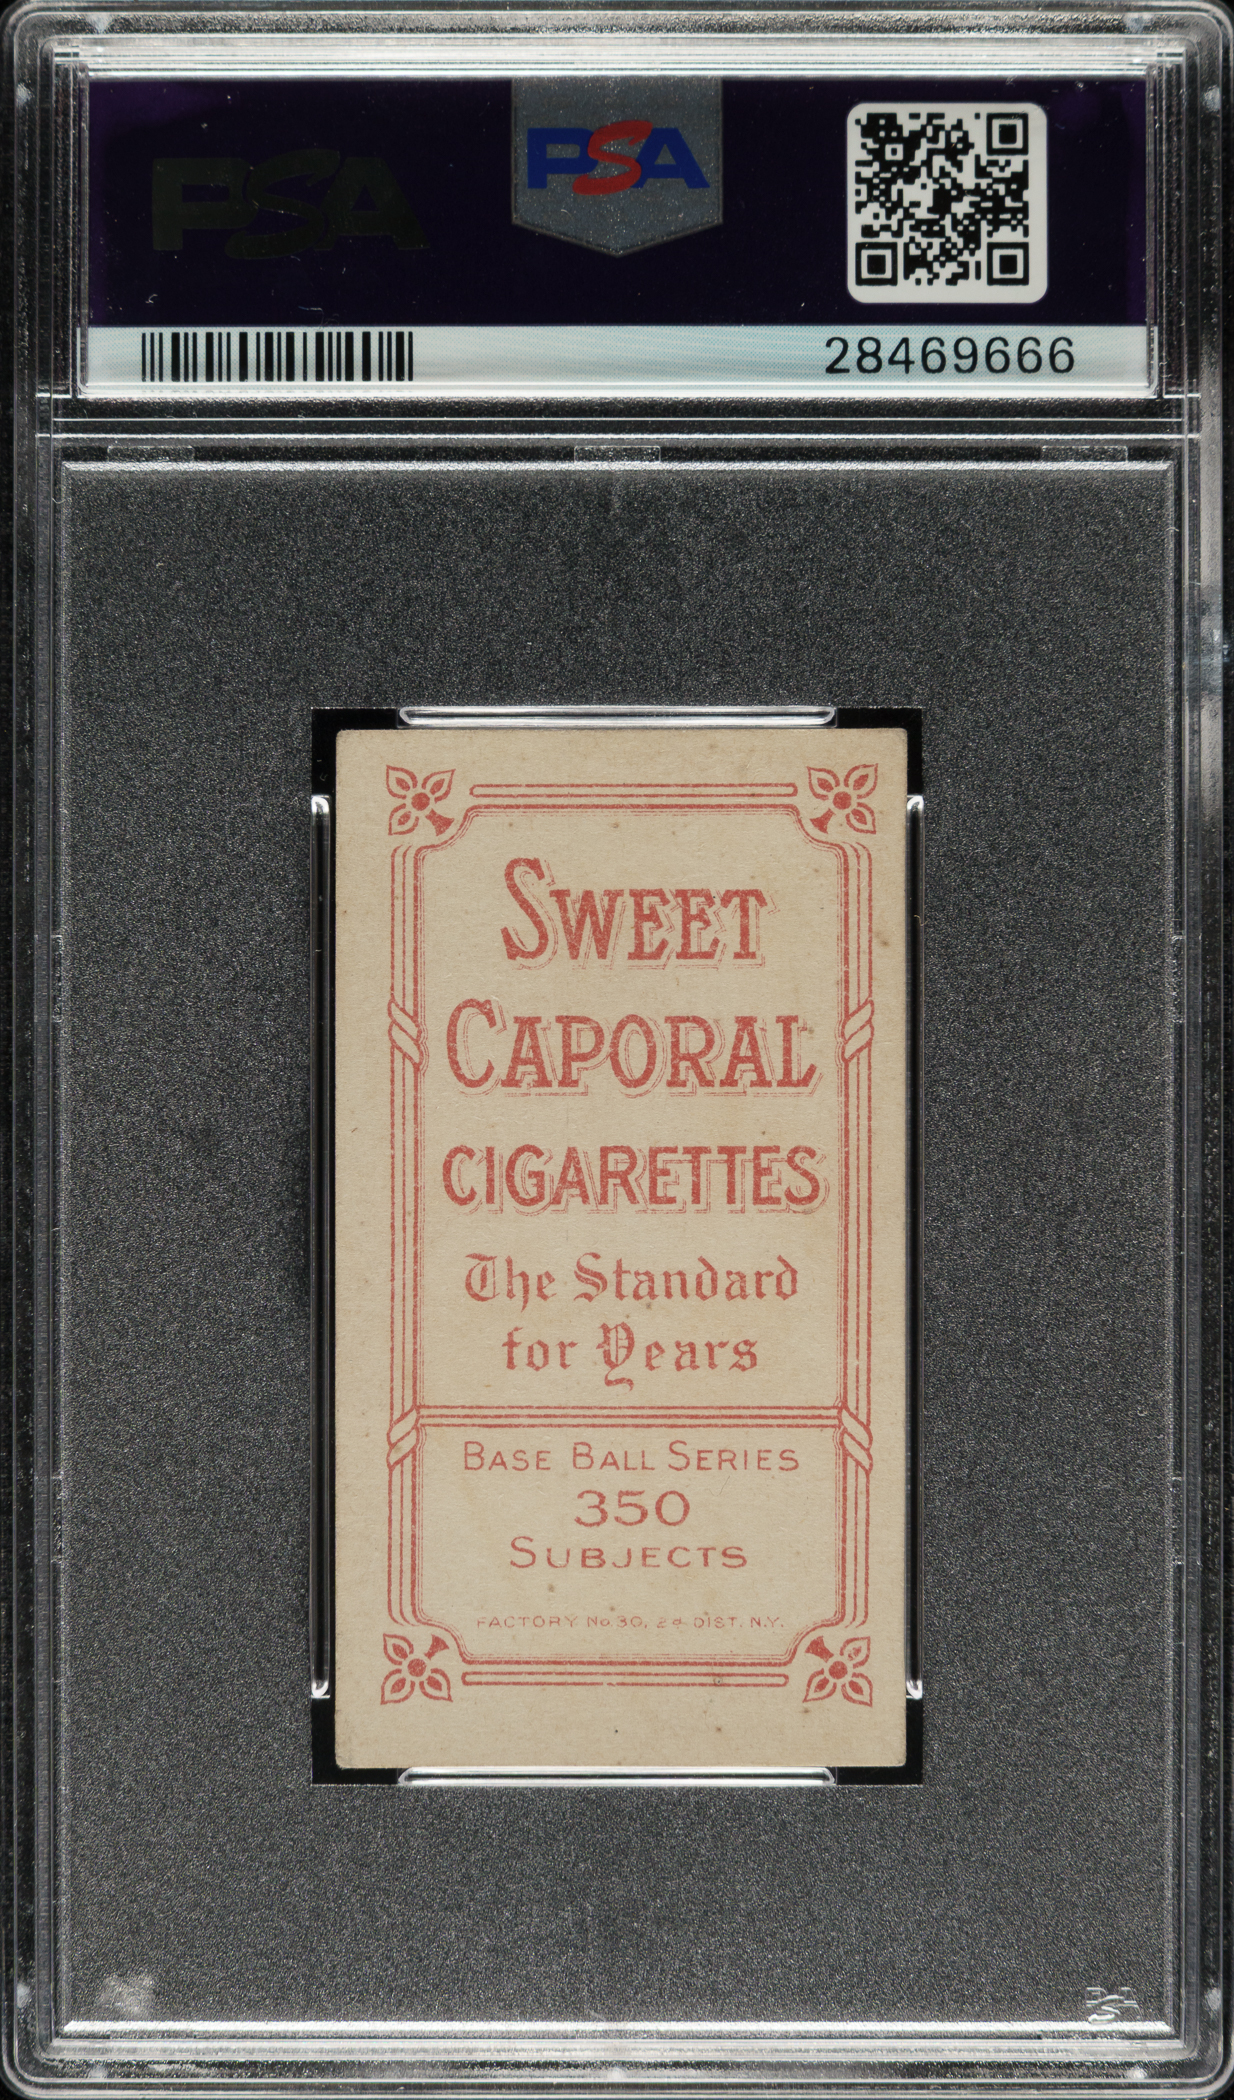 PSA
PSA
28469666
SWEET
CAPORAL
CIGARETTES
The Standard
for Years
BASE BALL SERIES
350
SUBJECTS
FACTORY No. 30, 2d DIST. N.Y.
PSA